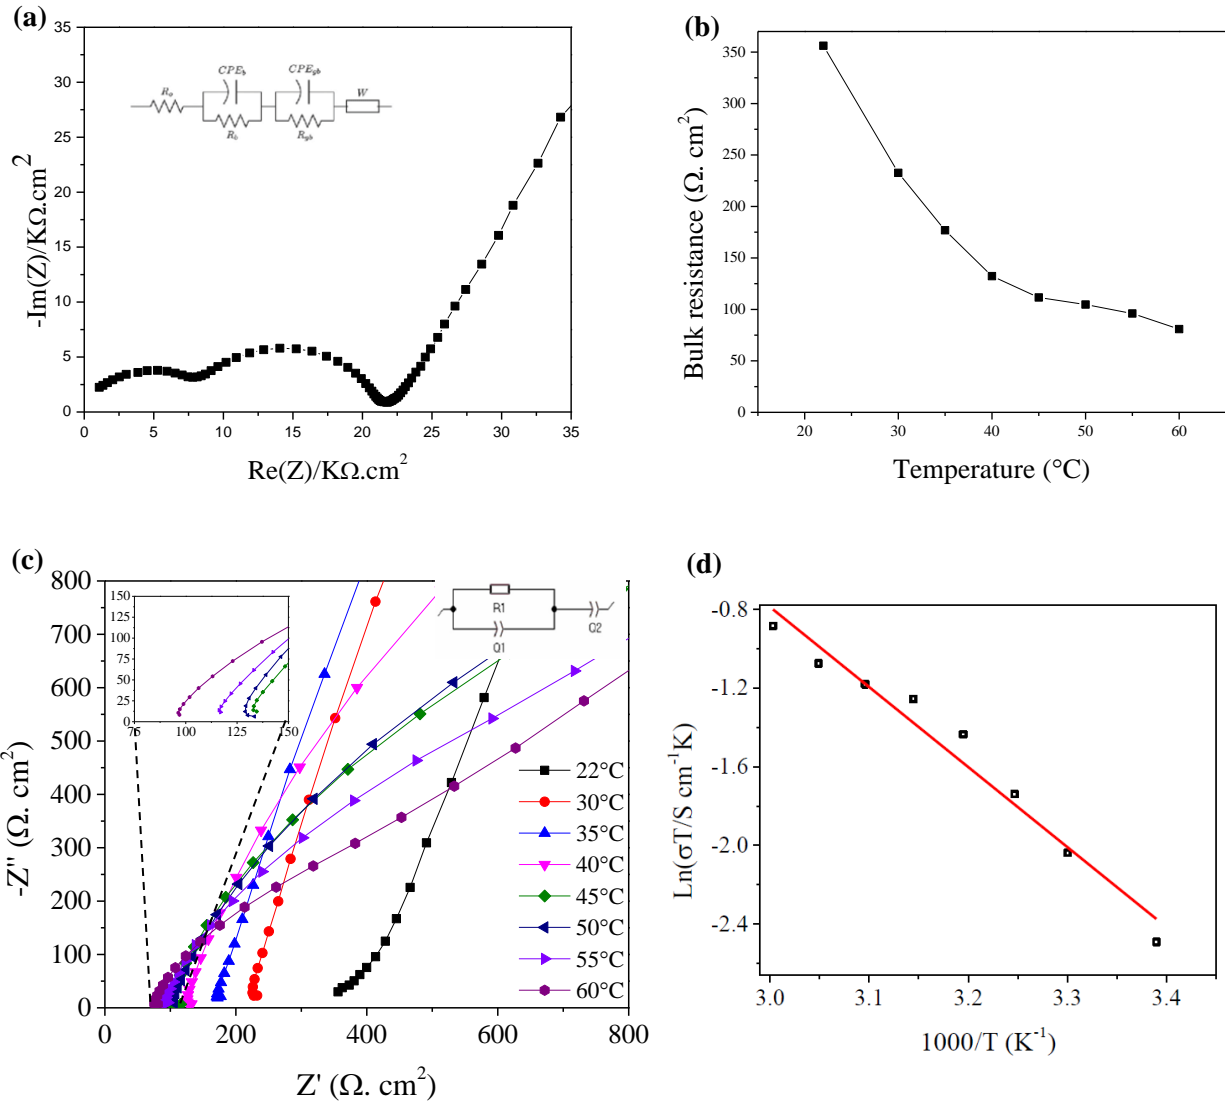 (a)
35
30
25
20
15
10
5
0
-Im(Z)/KΩ.cm²
0 5 10 15 20 25 30 35
Re(Z)/KΩ.cm²
CPE_b CPE_gb
R_o W
R_b R_gb
(b)
350
300
250
200
150
100
50
0
Bulk resistance (Ω. cm²)
20 30 40 50 60
Temperature (°C)
(c)
800
700
600
500
400
300
200
100
0
-Z'' (Ω. cm²)
0 200 400 600 800
Z' (Ω. cm²)
150
125
100
75
50
25
0
75 100 125 150
R1
Q1
Q2
22°C
30°C
35°C
40°C
45°C
50°C
55°C
60°C
(d)
-0.8
-1.2
-1.6
-2.0
-2.4
Ln(σT/S cm⁻¹K)
3.0 3.1 3.2 3.3 3.4
1000/T (K⁻¹)